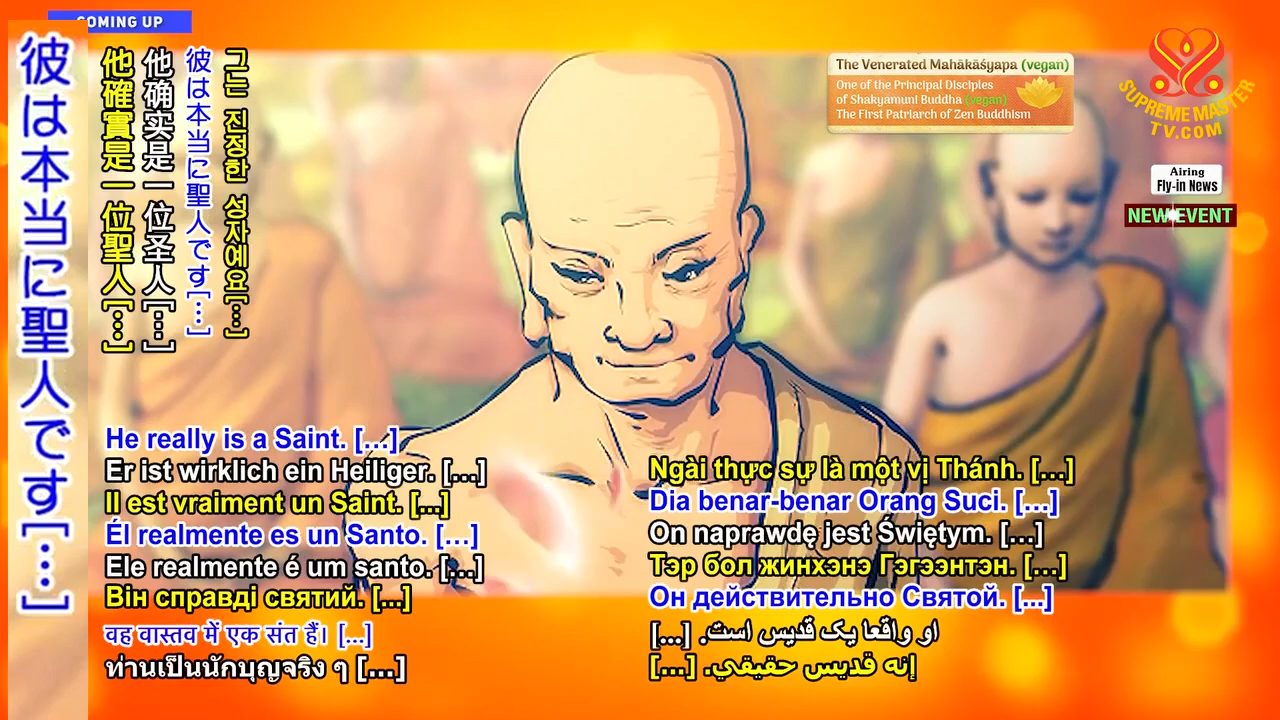 COMING UP
彼は本当に聖人です[…]
他確實是一位聖人[…]
他确实是一位圣人[…]
彼は本当に聖人です[…]
그는 진정한 성자예요[…]
The Venerated Mahākāśyapa (vegan)
One of the Principal Disciples
of Shakyamuni Buddha (vegan)
The First Patriarch of Zen Buddhism
SUPREME MASTER
TV.COM
Airing
Fly-in News
NEW EVENT
He really is a Saint. […]
Er ist wirklich ein Heiliger. […]
Il est vraiment un Saint. [...]
Él realmente es un Santo. […]
Ele realmente é um santo. […]
Він справді святий. [...]
वह वास्तव में एक संत हैं। [...]
ท่านเป็นนักบุญจริง ๆ […]
Ngài thực sự là một vị Thánh. […]
Dia benar-benar Orang Suci. […]
On naprawdę jest Świętym. […]
Тэр бол жинхэнэ Гэгээнтэн. […]
Он действительно Святой. [...]
او واقعا یک قدیس است. [...]
إنه قديس حقيقي. [...]